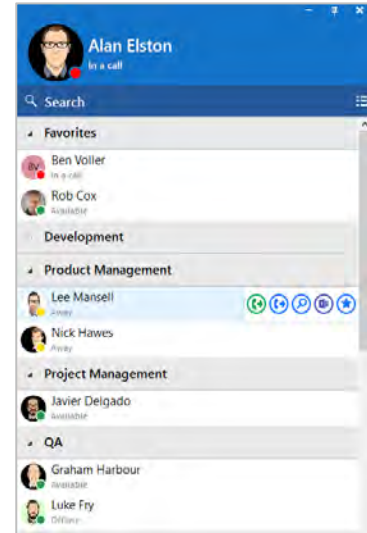 Alan Elston
In a call
Search
Favorites
BV
Ben Voller
In a call
Rob Cox
Available
Development
Product Management
Lee Mansell
Away
Nick Hawes
Away
Project Management
Javier Delgado
Available
QA
Graham Harbour
Available
Luke Fry
Offline